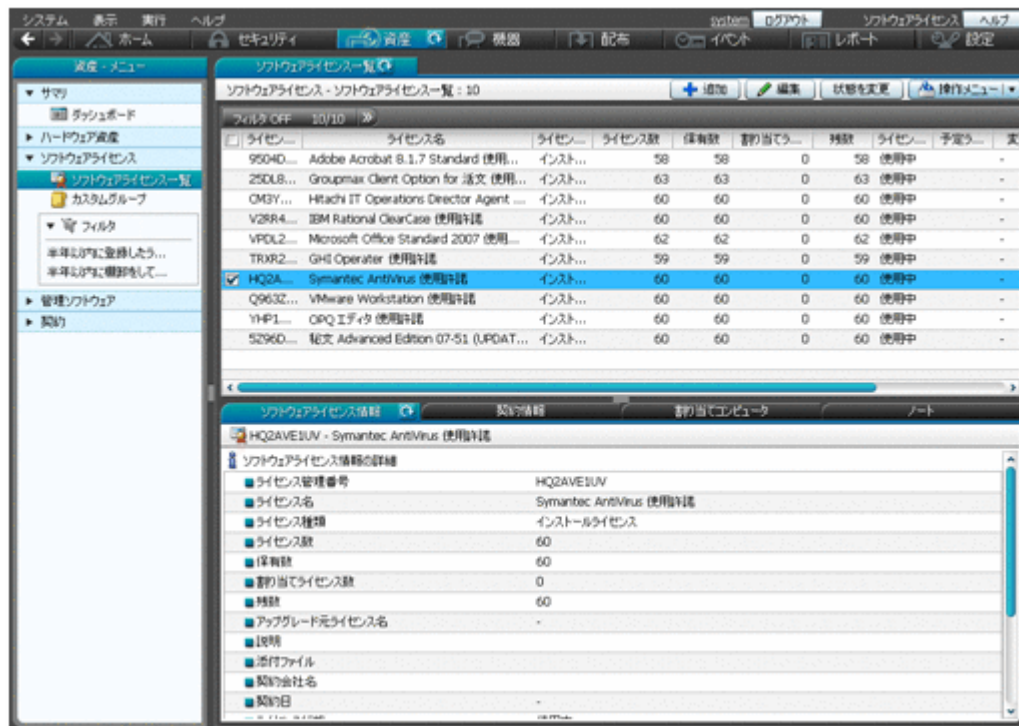 システム 表示 実行 ヘルプ system ログアウト ソフトウェアライセンス ヘルプ
ホーム セキュリティ 資産 機器 配布 イベント レポート 設定
資産 - メニュー
サマリ
ダッシュボード
ハードウェア資産
ソフトウェアライセンス
ソフトウェアライセンス一覧
カスタムグループ
フィルタ
半年以内に登録したラ...
半年以内に棚卸をして....
管理ソフトウェア
契約
ソフトウェアライセンス一覧
ソフトウェアライセンス - ソフトウェアライセンス一覧 : 10 追加 編集 状態を変更 操作メニュー
フィルタ OFF 10/10
ライセン... ライセンス名 ライセン... ライセンス数 保有数 割り当てラ... 残数 ライセン... 予定ラ... 実
9504D... Adobe Acrobat 8.1.7 Standard 使用... インスト... 58 58 0 58 使用中 -
25DL8... Groupmax Client Option for 活文 使用... インスト... 63 63 0 63 使用中 -
CM3Y... Hitachi IT Operations Director Agent ... インスト... 60 60 0 60 使用中 -
V2RR4... IBM Rational ClearCase 使用許諾 インスト... 60 60 0 60 使用中 -
VPDL2... Microsoft Office Standard 2007 使用... インスト... 62 62 0 62 使用中 -
TRXR2... GHI Operater 使用許諾 インスト... 59 59 0 59 使用中 -
HQ2A... Symantec AntiVirus 使用許諾 インスト... 60 60 0 60 使用中 -
Q963Z... VMware Workstation 使用許諾 インスト... 60 60 0 60 使用中 -
YHP1.... OPQ エディタ 使用許諾 インスト... 60 60 0 60 使用中 -
5Z96D... 秘文 Advanced Edition 07-51 (UPDAT... インスト... 60 60 0 60 使用中 -
ソフトウェアライセンス情報 契約情報 割り当てコンピュータ ノート
HQ2AVE1UV - Symantec AntiVirus 使用許諾
ソフトウェアライセンス情報の詳細
ライセンス管理番号 HQ2AVE1UV
ライセンス名 Symantec AntiVirus 使用許諾
ライセンス種類 インストールライセンス
ライセンス数 60
保有数 60
割り当てライセンス数 0
残数 60
アップグレード元ライセンス名 -
説明
添付ファイル
契約会社名
契約日 -